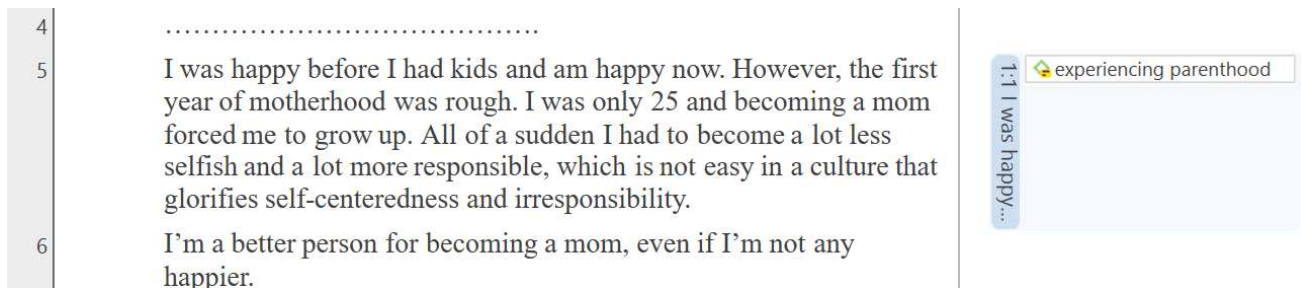 4
……………………………………
5
I was happy before I had kids and am happy now. However, the first
year of motherhood was rough. I was only 25 and becoming a mom
forced me to grow up. All of a sudden I had to become a lot less
selfish and a lot more responsible, which is not easy in a culture that
glorifies self-centeredness and irresponsibility.
6
I’m a better person for becoming a mom, even if I’m not any
happier.
1:1 I was happy...
experiencing parenthood